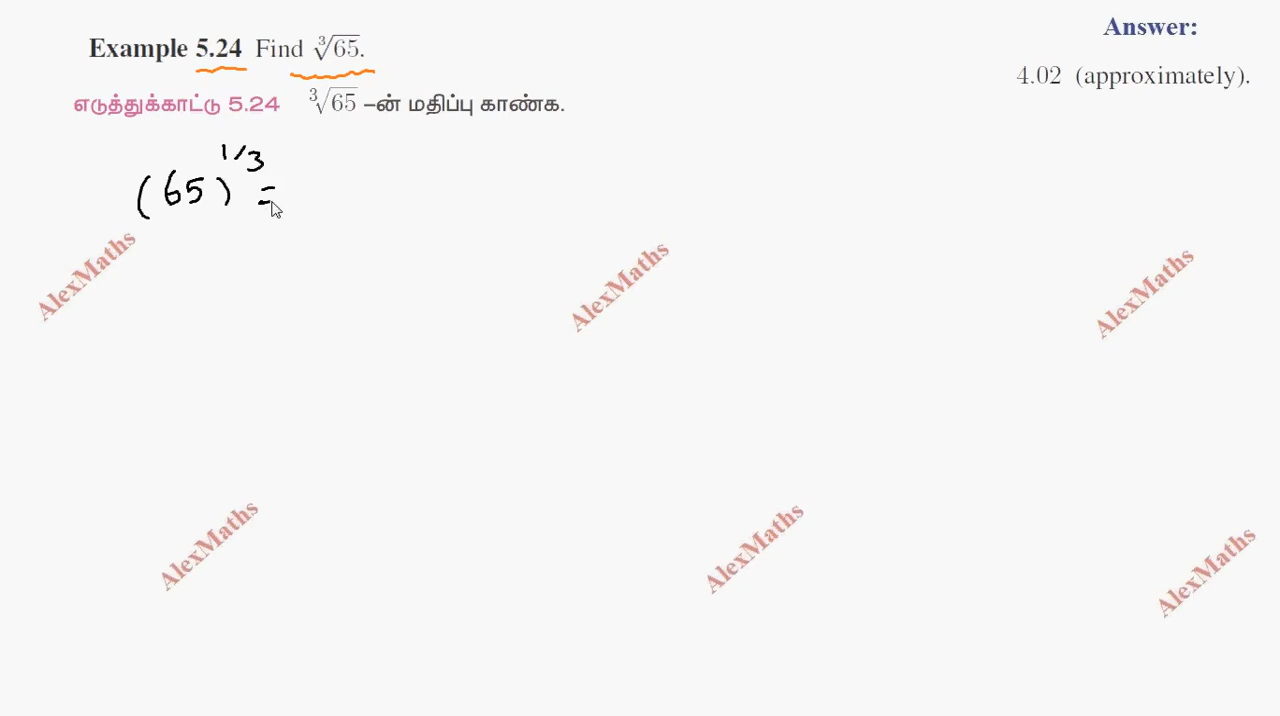 Example 5.24 Find ∛65.
Answer:
4.02 (approximately).
எடுத்துக்காட்டு 5.24 ∛65 –ன் மதிப்பு காண்க.
(65)^1/3 =
AlexMaths
AlexMaths
AlexMaths
AlexMaths
AlexMaths
AlexMaths